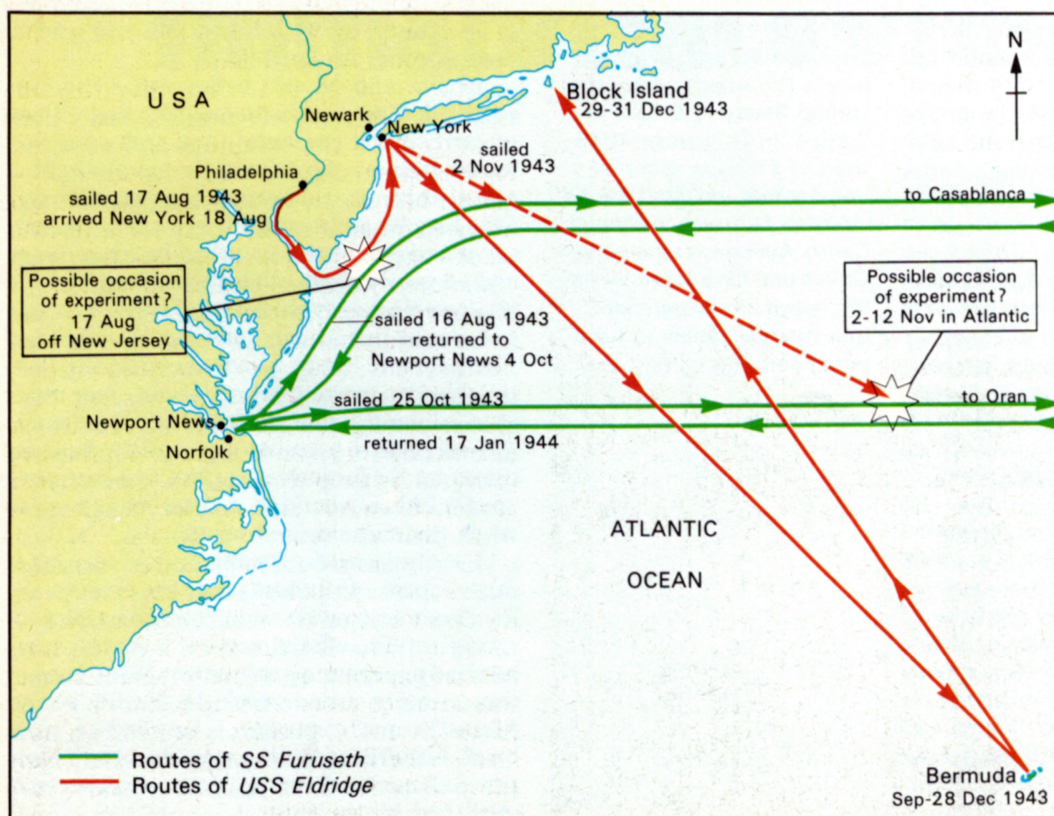 N
USA
Block Island
29-31 Dec 1943
Newark
New York
sailed
2 Nov 1943
Philadelphia
sailed 17 Aug 1943
arrived New York 18 Aug
to Casablanca
Possible occasion
of experiment?
17 Aug
off New Jersey
Possible occasion
of experiment?
2-12 Nov in Atlantic
sailed 16 Aug 1943
returned to
Newport News 4 Oct
sailed 25 Oct 1943
to Oran
Newport News
Norfolk
returned 17 Jan 1944
ATLANTIC
OCEAN
Routes of SS Furuseth
Routes of USS Eldridge
Bermuda
Sep-28 Dec 1943